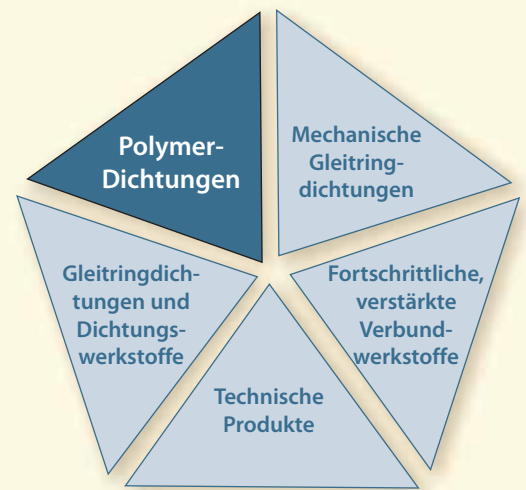 Polymer-
Dichtungen
Mechanische
Gleitring-
dichtungen
Gleitringdich-
tungen und
Dichtungs-
werkstoffe
Fortschrittliche,
verstärkte
Verbund-
werkstoffe
Technische
Produkte